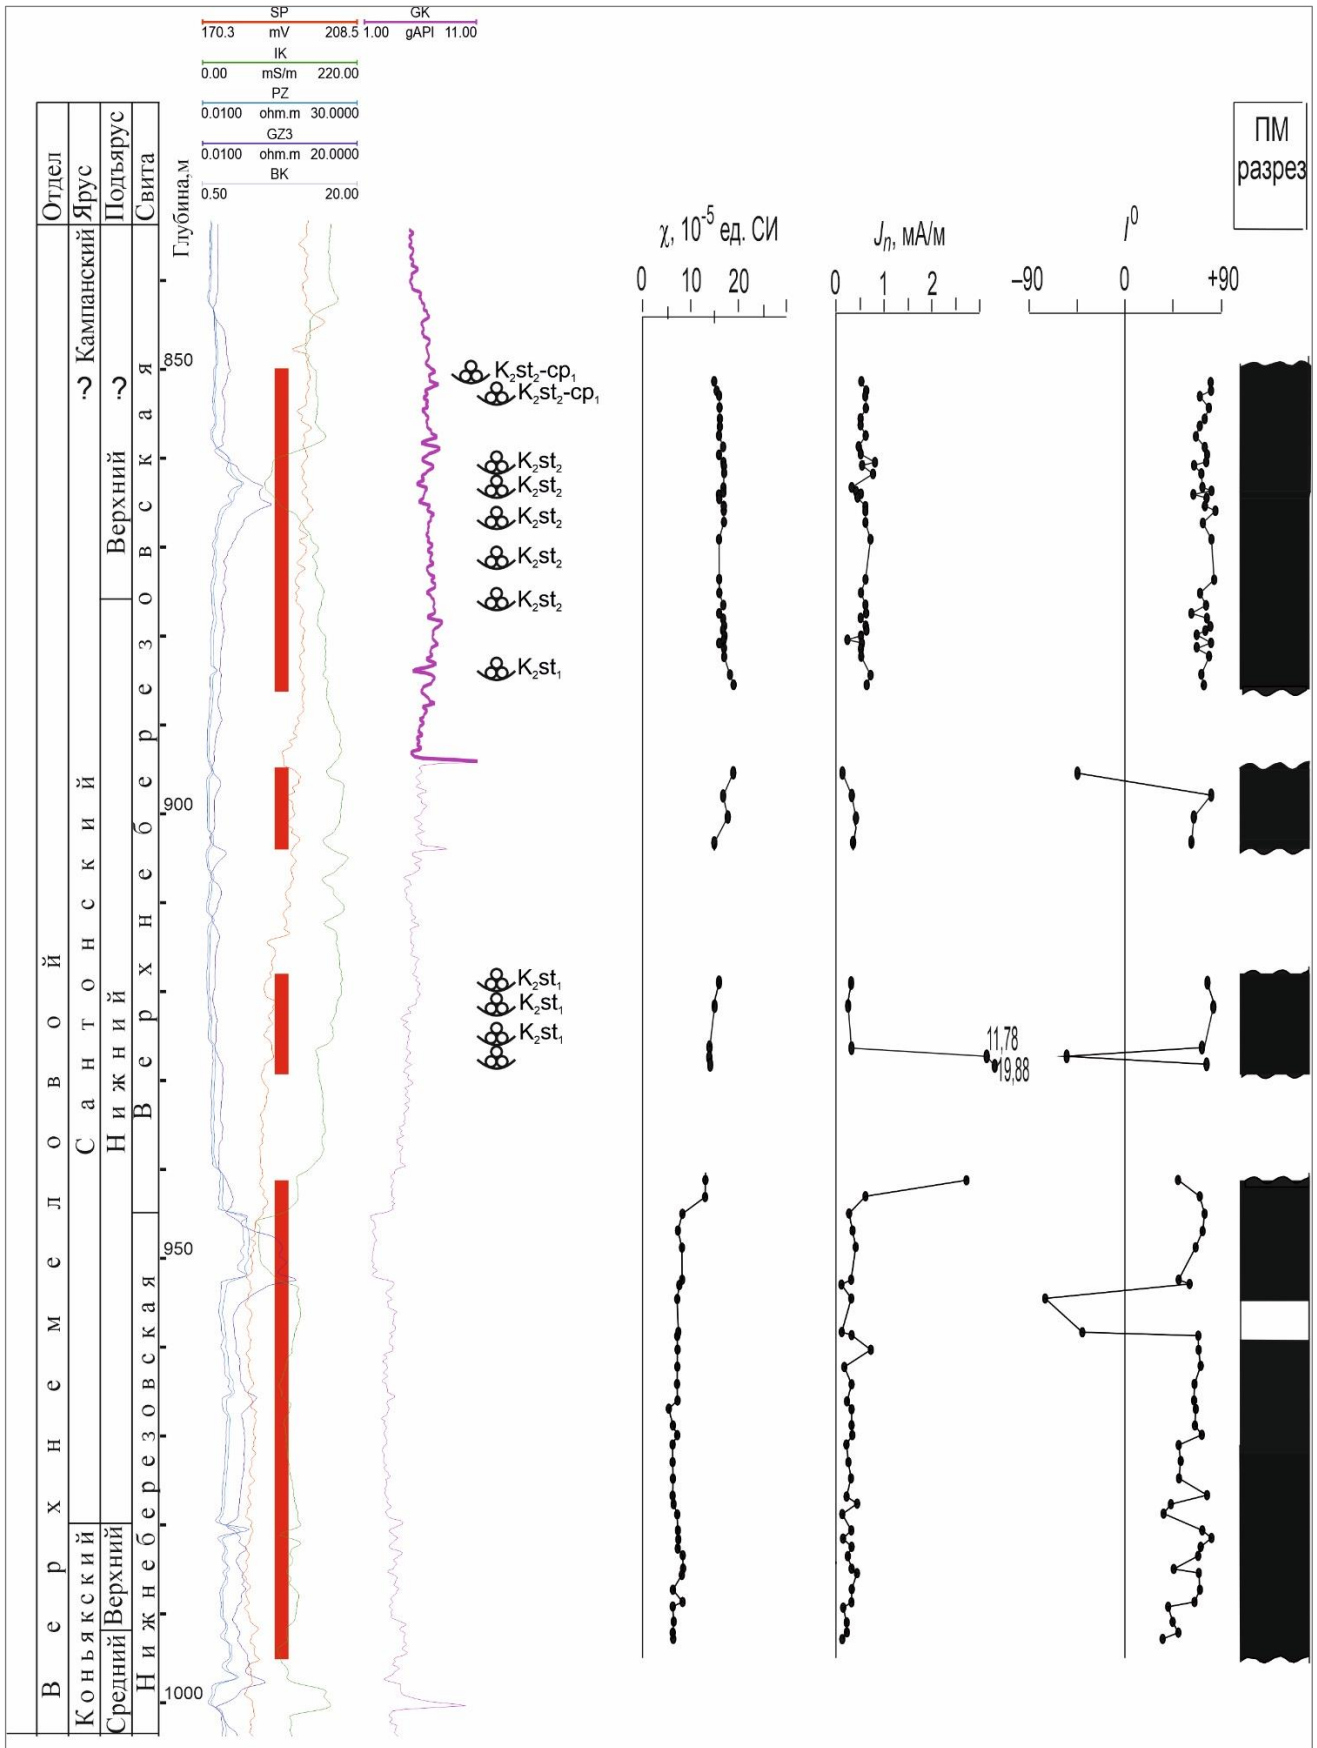 SP
170.3 mV 208.5
GK
1.00 gAPI 11.00
IK
0.00 mS/m 220.00
PZ
0.0100 ohm.m 30.0000
GZ3
0.0100 ohm.m 20.0000
BK
0.50 20.00
Отдел
Ярус
Подъярус
Свита
Глубина,м
ПМ
разрез
χ, 10⁻⁵ ед. СИ
0 10 20
Jₙ, мА/м
0 1 2
I⁰
–90 0 +90
Верхнемеловой
Кампанский
?
Сантонский
Коньякский
?
Верхний
Нижний
Верхний
Средний
Верхнеберезовская
Нижнеберезовская
850
900
950
1000
K₂st₂-cp₁
K₂st₂-cp₁
K₂st₂
K₂st₂
K₂st₂
K₂st₂
K₂st₂
K₂st₁
K₂st₁
K₂st₁
K₂st₁
11,78
19,88